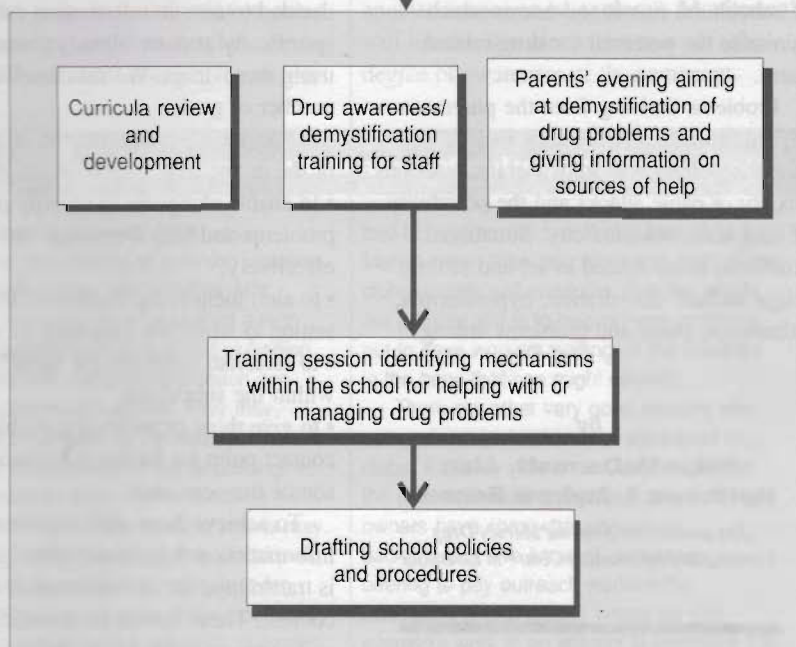 Curricula review
and
development
Drug awareness/
demystification
training for staff
Parents' evening aiming
at demystification of
drug problems and
giving information on
sources of help
Training session identifying mechanisms
within the school for helping with or
managing drug problems
Drafting school policies
and procedures